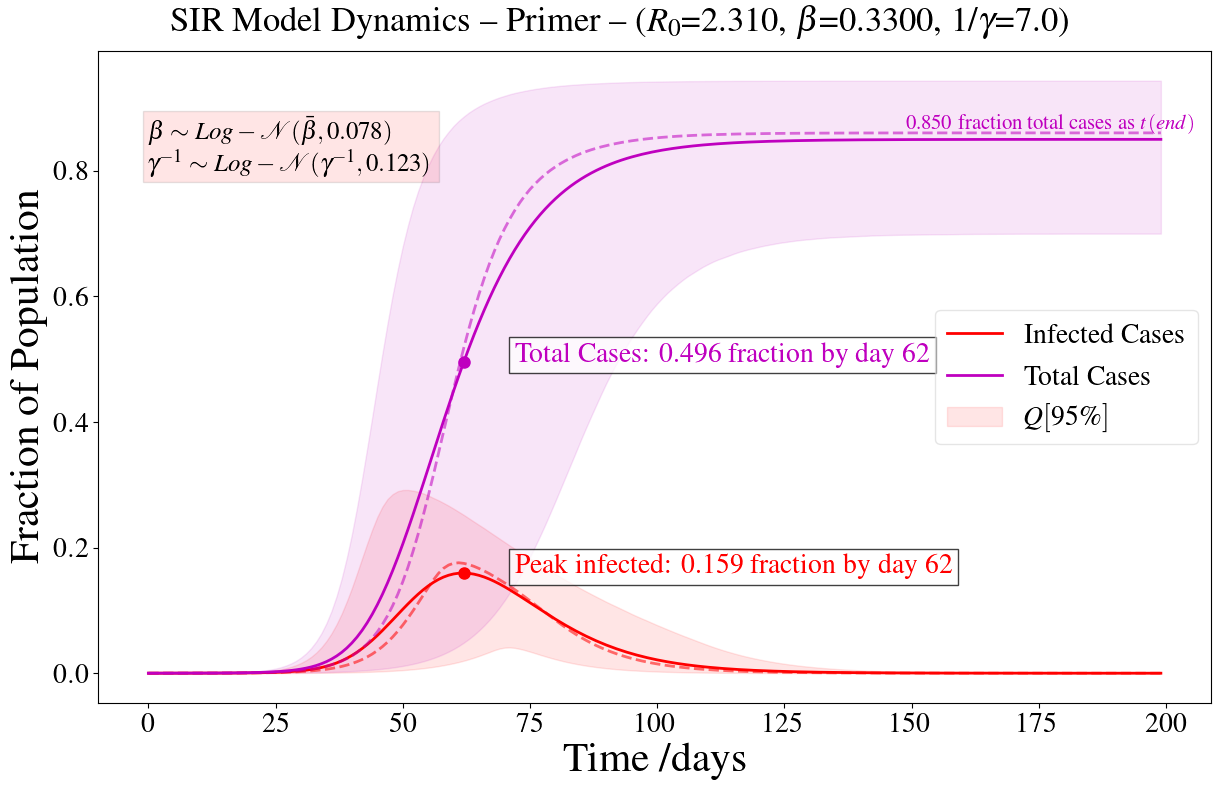 SIR Model Dynamics – Primer – (R₀=2.310, β=0.3300, 1/γ=7.0)
β ∼ Log − 𝒩 (β̄, 0.078)
γ⁻¹ ∼ Log − 𝒩 (γ⁻¹, 0.123)
0.850 fraction total cases as t (end)
Total Cases: 0.496 fraction by day 62
Peak infected: 0.159 fraction by day 62
Infected Cases
Total Cases
Q[95%]
Fraction of Population
0.8
0.6
0.4
0.2
0.0
0 25 50 75 100 125 150 175 200
Time /days